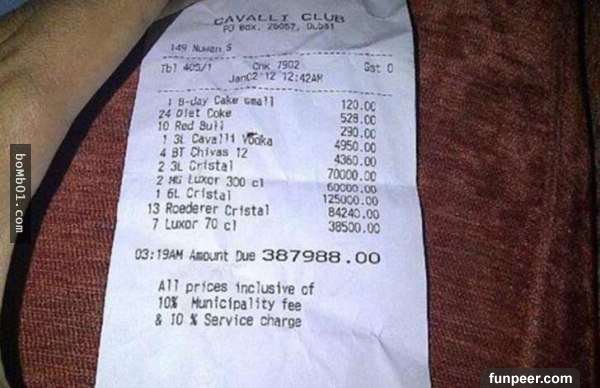 CAVALLI CLUB
PO Box, 26057, Dubai
149 Numan S
Tbl 405/1 Chk 7902 Gst 0
Jan02'12 12:42AM
1 B-day Cake small 120.00
24 Diet Coke 528.00
10 Red Bull 290.00
1 3L Cavalli Vodka 4950.00
4 BT Chivas 12 4360.00
2 3L Cristal 70000.00
2 MG Luxor 300 cl 60000.00
1 6L Cristal 125000.00
13 Roederer Cristal 84240.00
7 Luxor 70 cl 38500.00
03:19AM Amount Due 387988.00
All prices inclusive of
10% Municipality fee
& 10 % Service charge
boMb01.com
funpeer.com